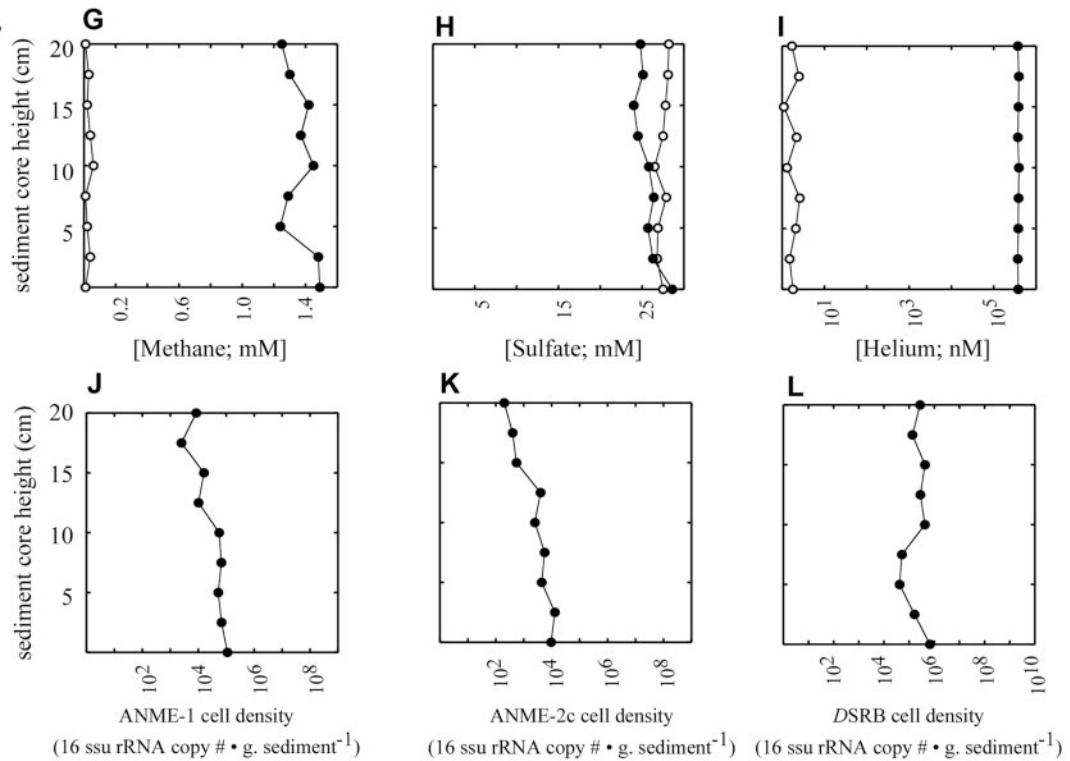 G H I
sediment core height (cm)
20
15
10
5
0.2 0.6 1.0 1.4
5 15 25
10^1 10^3 10^5
[Methane; mM] [Sulfate; mM] [Helium; nM]
J K L
sediment core height (cm)
20
15
10
5
10^2 10^4 10^6 10^8
10^2 10^4 10^6 10^8
10^2 10^4 10^6 10^8 10^10
ANME-1 cell density ANME-2c cell density DSRB cell density
(16 ssu rRNA copy # • g. sediment^-1) (16 ssu rRNA copy # • g. sediment^-1) (16 ssu rRNA copy # • g. sediment^-1)